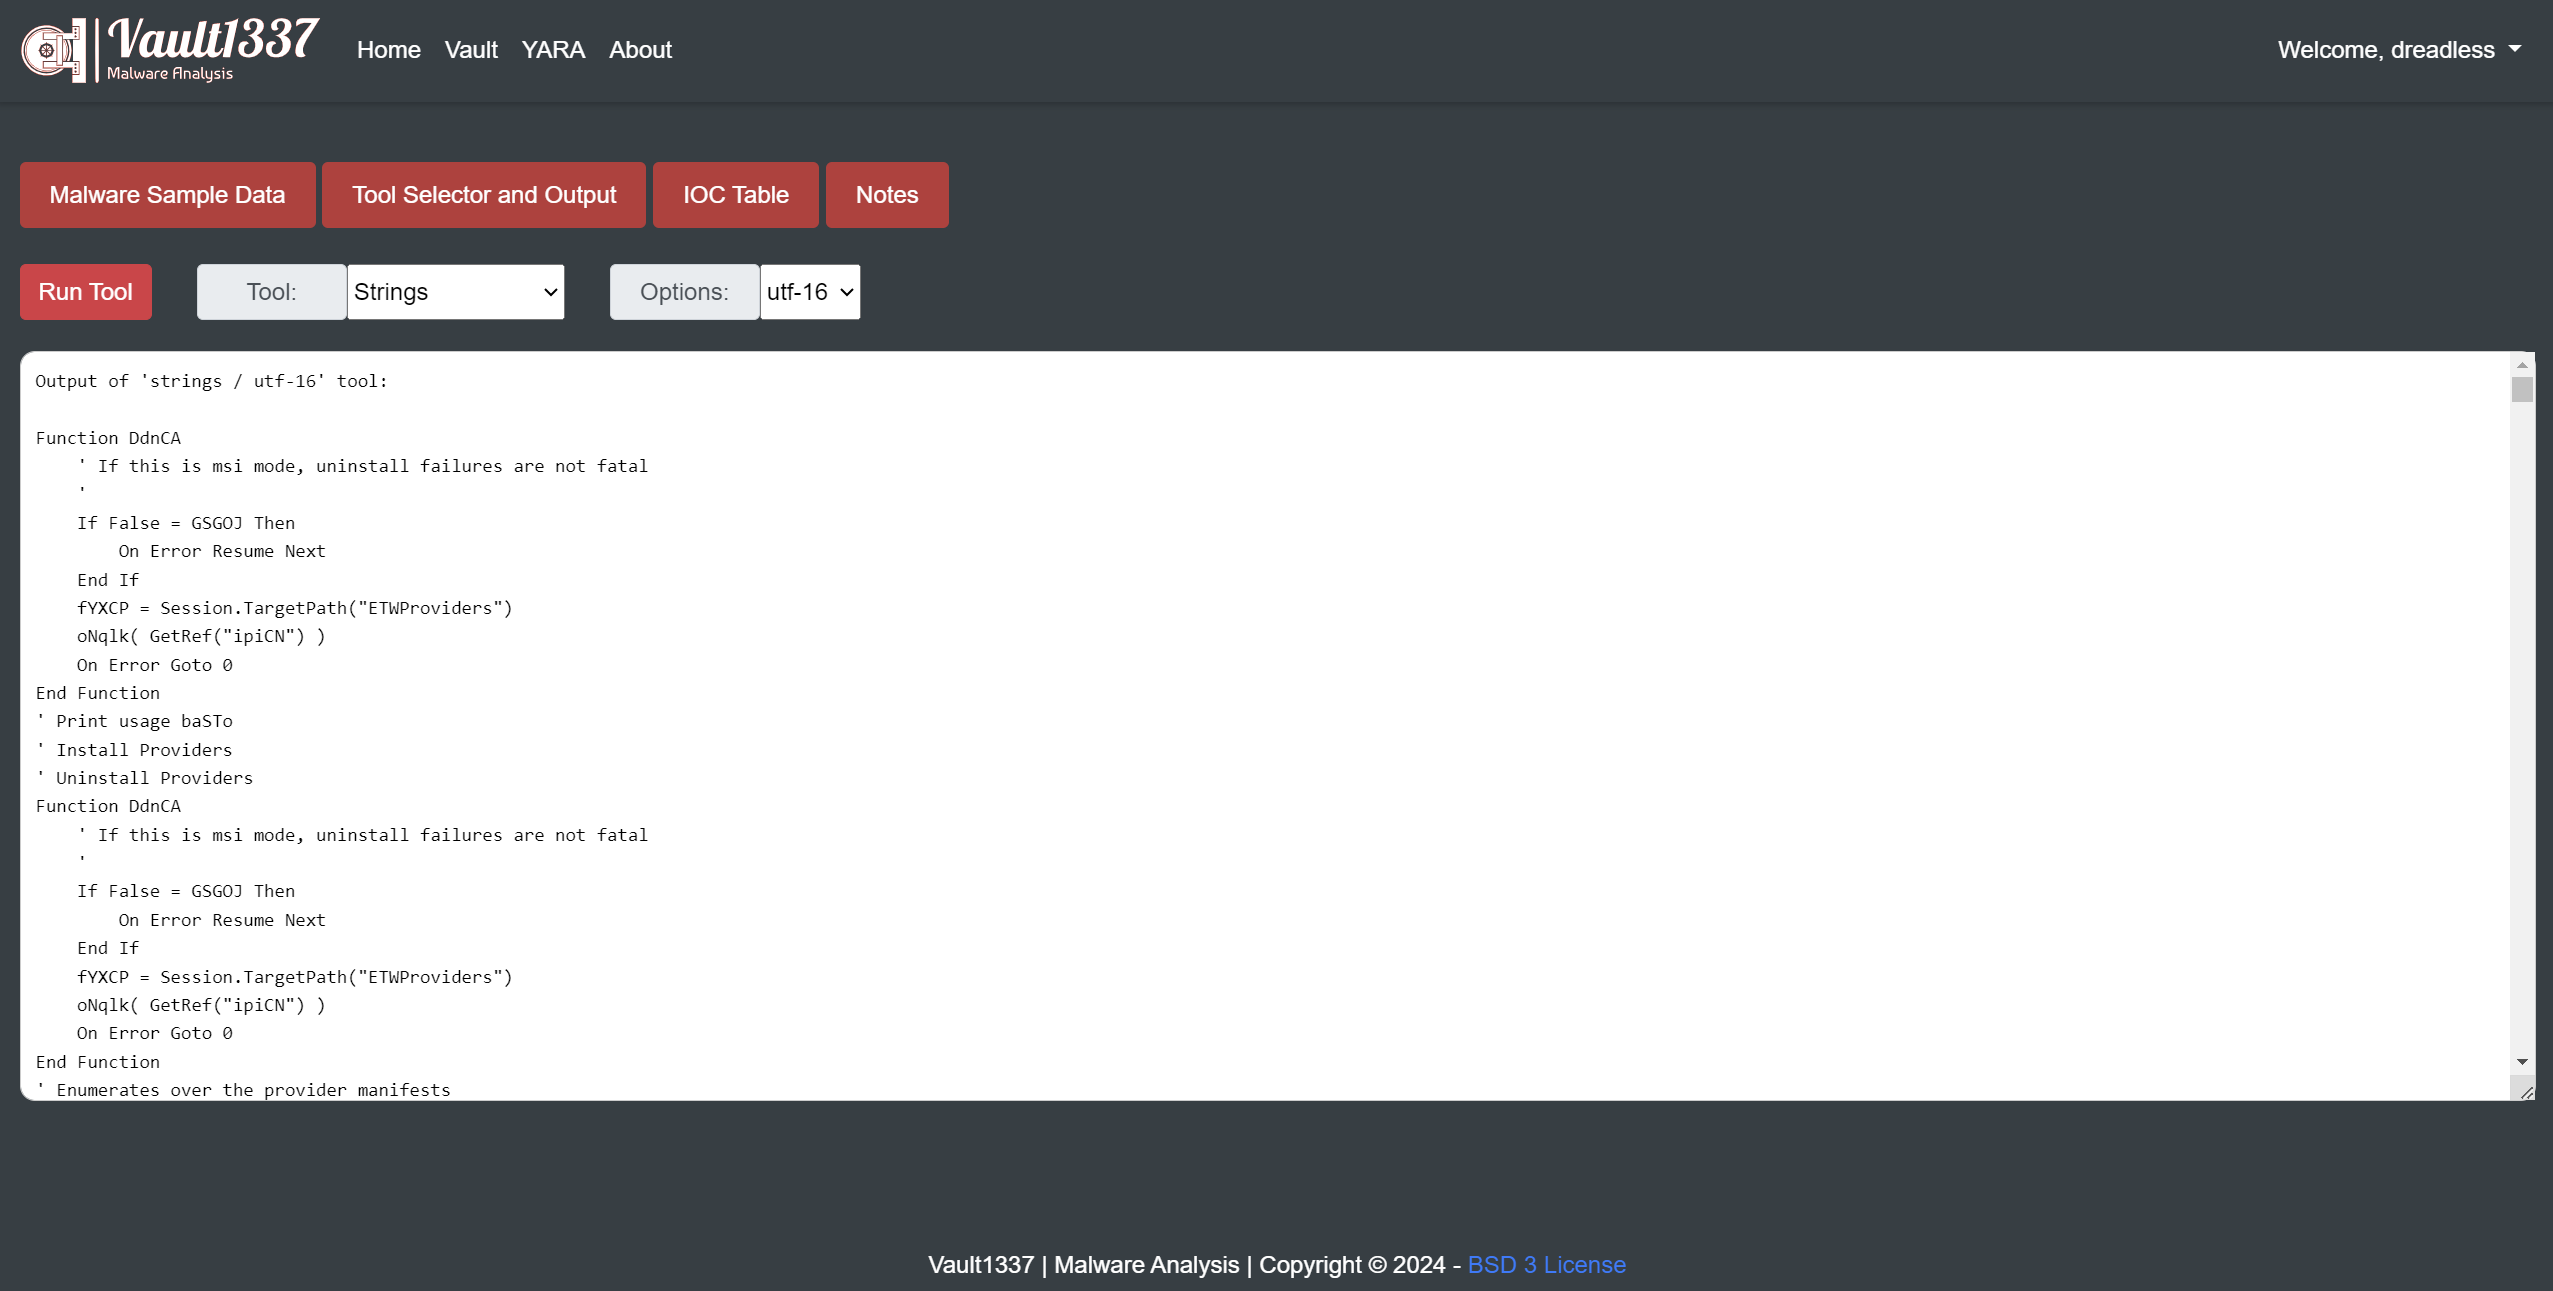 Vault1337
Malware Analysis
Home Vault YARA About
Welcome, dreadless
Malware Sample Data Tool Selector and Output IOC Table Notes
Run Tool Tool: Strings Options: utf-16
Output of 'strings / utf-16' tool:
Function DdnCA
    ' If this is msi mode, uninstall failures are not fatal
    '
    If False = GSGOJ Then
        On Error Resume Next
    End If
    fYXCP = Session.TargetPath("ETWProviders")
    oNqlk( GetRef("ipiCN") )
    On Error Goto 0
End Function
' Print usage baSTo
' Install Providers
' Uninstall Providers
Function DdnCA
    ' If this is msi mode, uninstall failures are not fatal
    '
    If False = GSGOJ Then
        On Error Resume Next
    End If
    fYXCP = Session.TargetPath("ETWProviders")
    oNqlk( GetRef("ipiCN") )
    On Error Goto 0
End Function
' Enumerates over the provider manifests
Vault1337 | Malware Analysis | Copyright © 2024 - BSD 3 License